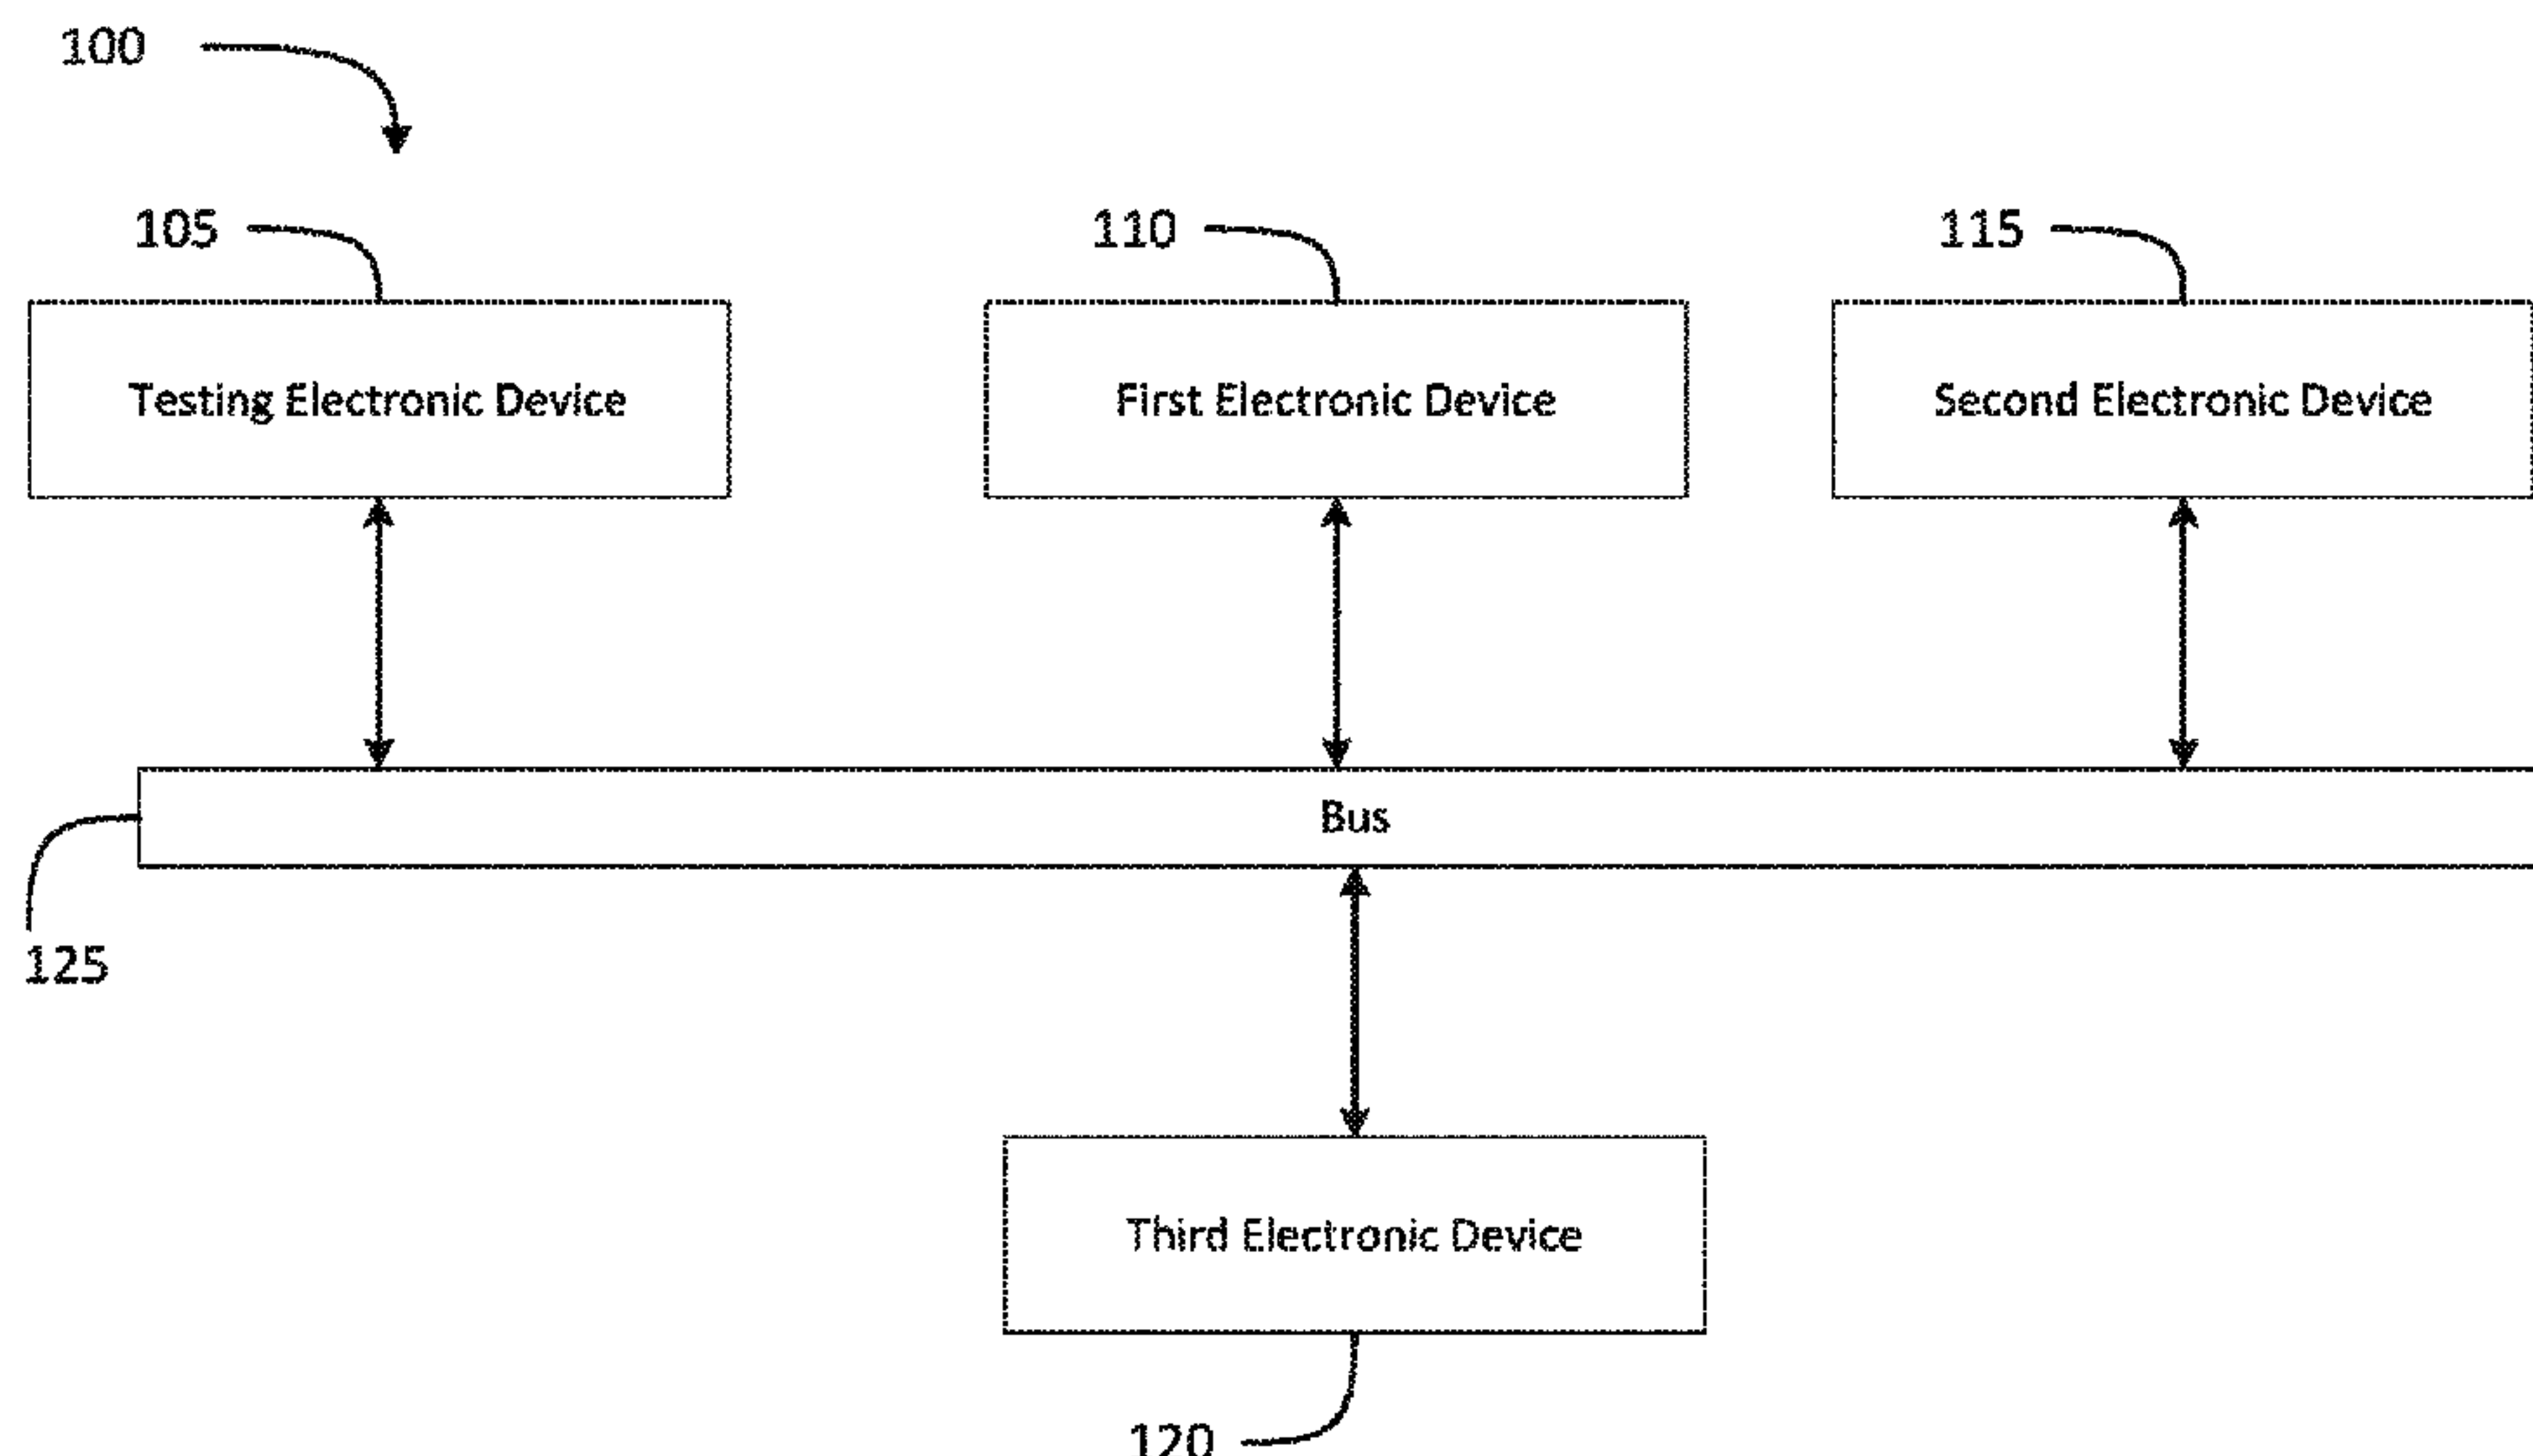 100
105
110
115
Testing Electronic Device
First Electronic Device
Second Electronic Device
Bus
125
Third Electronic Device
120